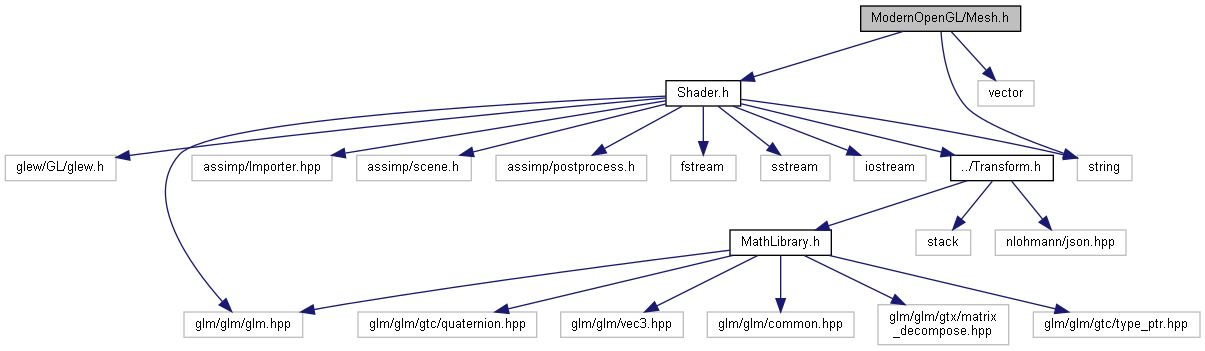 ModernOpenGL/Mesh.h
Shader.h
vector
glew/GL/glew.h
assimp/Importer.hpp
assimp/scene.h
assimp/postprocess.h
fstream
sstream
iostream
../Transform.h
string
MathLibrary.h
stack
nlohmann/json.hpp
glm/glm/glm.hpp
glm/glm/gtc/quaternion.hpp
glm/glm/vec3.hpp
glm/glm/common.hpp
glm/glm/gtx/matrix
_decompose.hpp
glm/glm/gtc/type_ptr.hpp